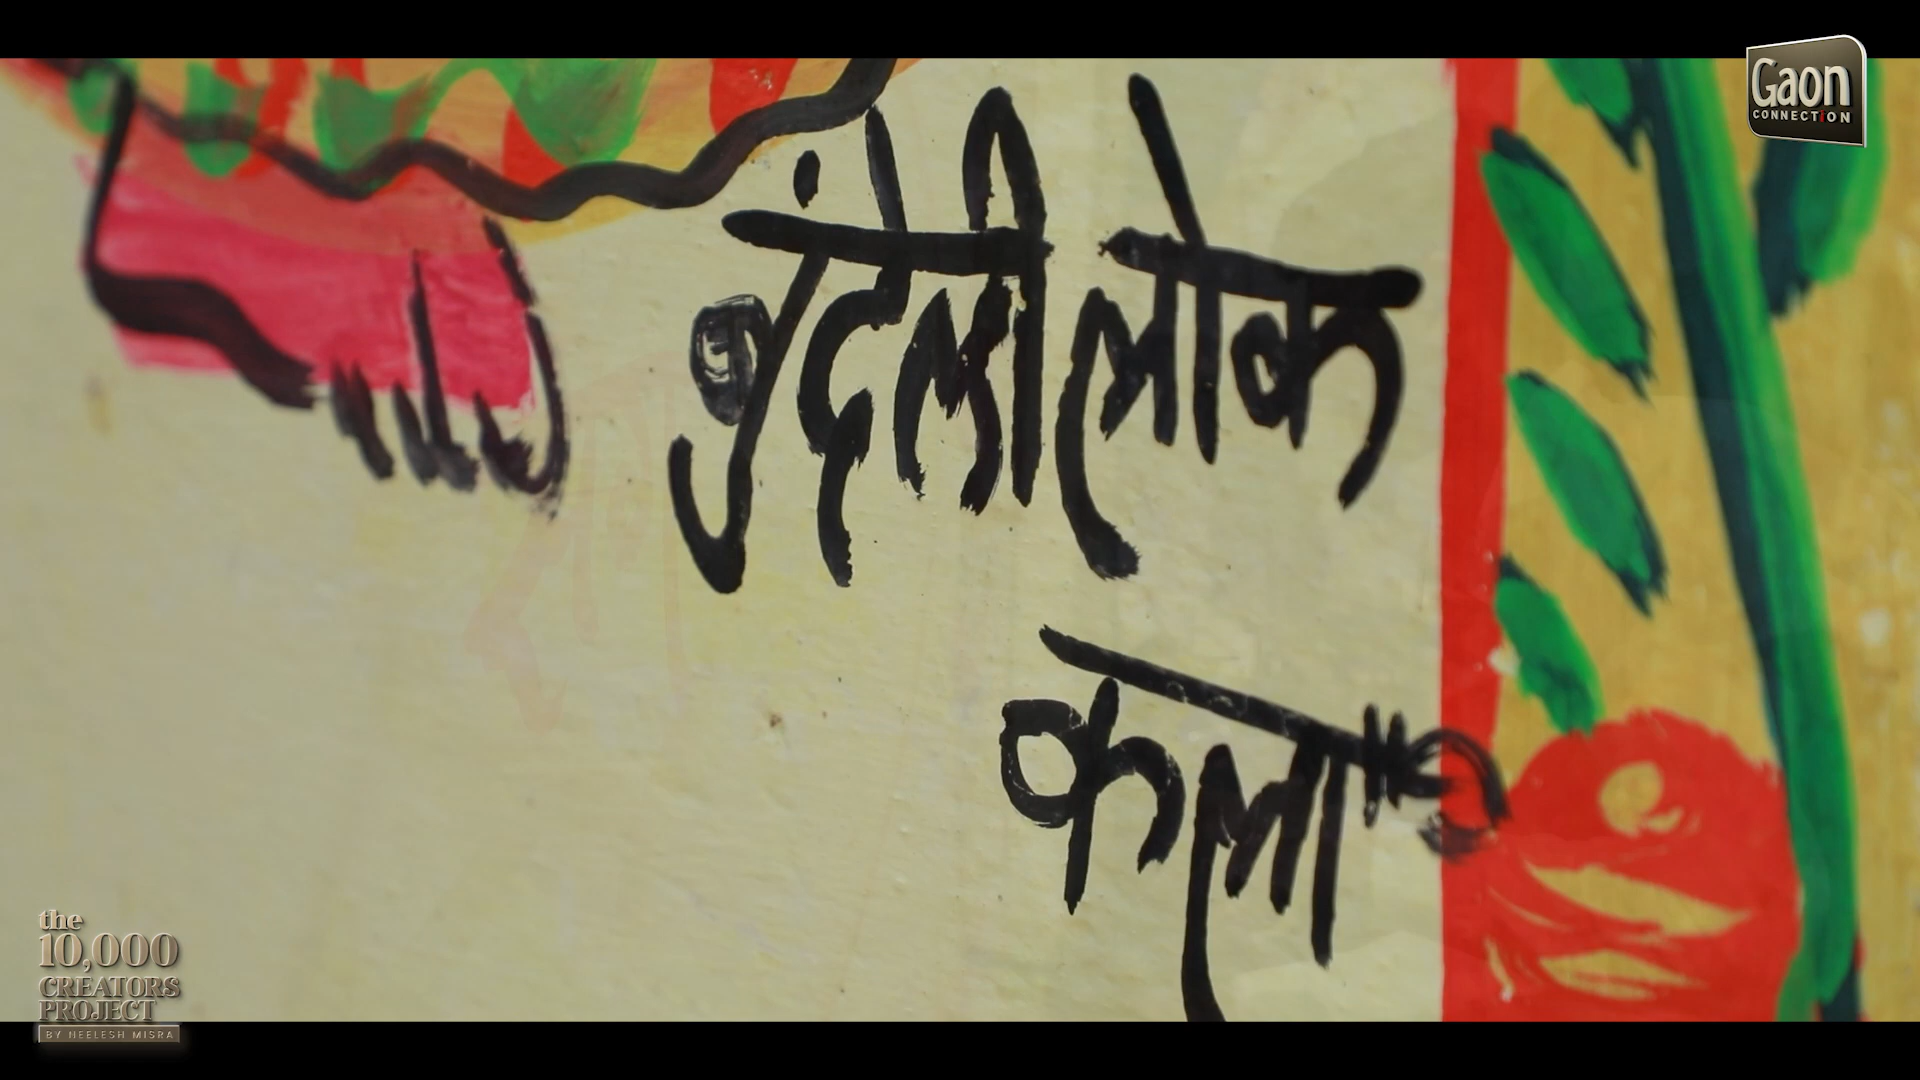 Gaon
CONNECTION
बुंदेली लोक
कला
the
10,000
CREATORS
PROJECT
BY NEELESH MISRA